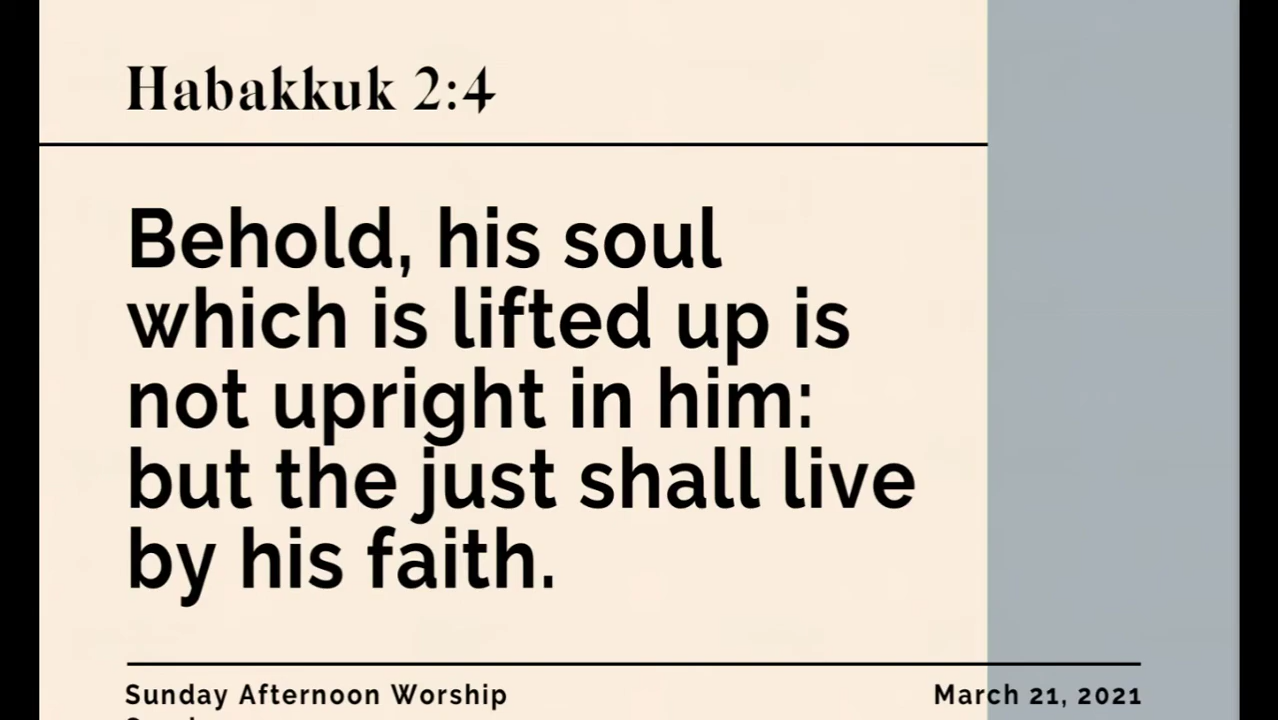 Habakkuk 2:4
Behold, his soul
which is lifted up is
not upright in him:
but the just shall live
by his faith.
Sunday Afternoon Worship
March 21, 2021